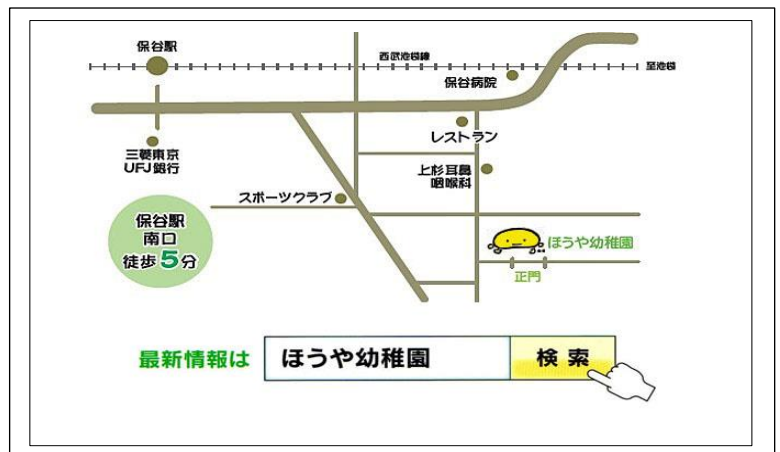 保谷駅
西武池袋線
至池袋
保谷病院
レストラン
三菱東京
UFJ銀行
上杉耳鼻
咽喉科
スポーツクラブ
保谷駅
南口
徒歩5分
ほうや幼稚園
正門
最新情報は
ほうや幼稚園
検索